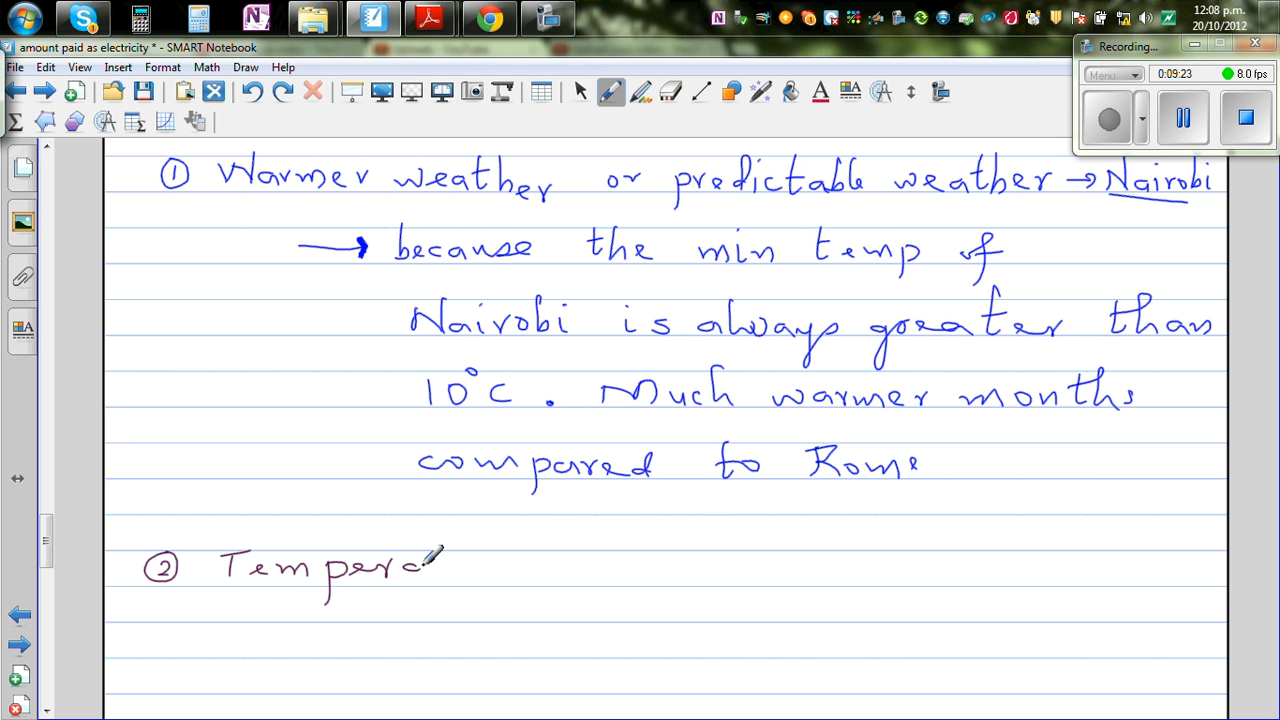 12:08 p.m.
20/10/2012
amount paid as electricity * - SMART Notebook
Recording...
File Edit View Insert Format Math Draw Help
Menu 00:09:23 8.0 fps
① Warmer weather or predictable weather → Nairobi
→ because the min temp of
Nairobi is always greater than
10°C. Much warmer months
compared to Rome
② Tempera